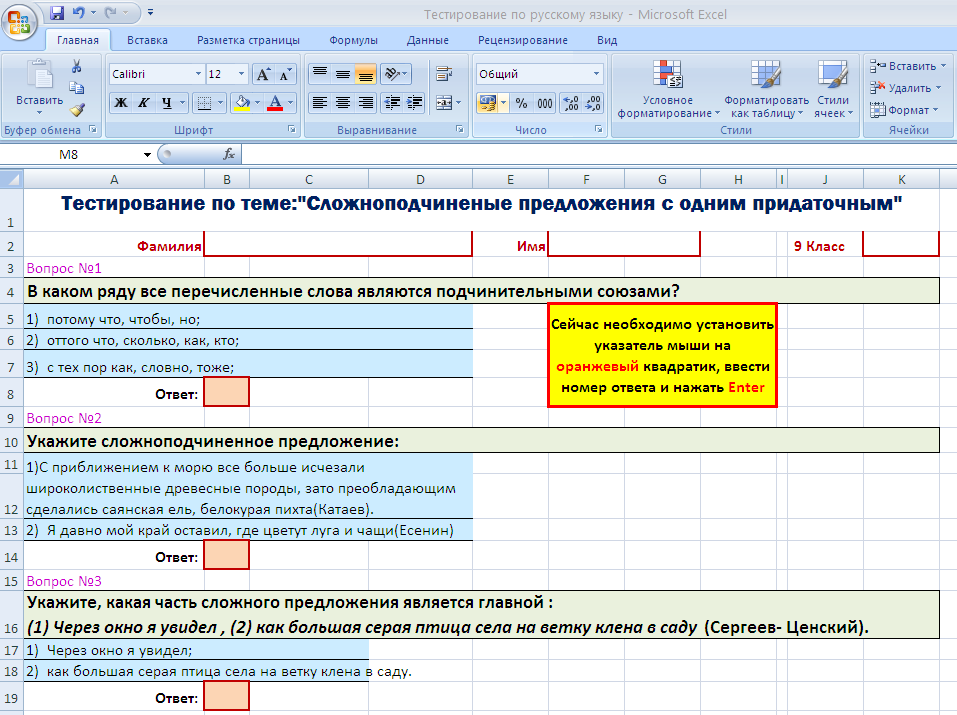 Тестирование по русскому языку - Microsoft Excel
Главная Вставка Разметка страницы Формулы Данные Рецензирование Вид
Вставить
Буфер обмена
Calibri 12
Ж К Ч
Шрифт
Выравнивание
Общий
% 000
Число
Условное форматирование
Форматировать как таблицу
Стили ячеек
Стили
Вставить
Удалить
Формат
Ячейки
M8 fx
A B C D E F G H I J K
1 Тестирование по теме:"Сложноподчиненые предложения с одним придаточным"
2 Фамилия Имя 9 Класс
3 Вопрос №1
4 В каком ряду все перечисленные слова являются подчинительными союзами?
5 1) потому что, чтобы, но;
6 2) оттого что, сколько, как, кто;
7 3) с тех пор как, словно, тоже;
Сейчас необходимо установить
указатель мыши на
оранжевый квадратик, ввести
номер ответа и нажать Enter
8 Ответ:
9 Вопрос №2
10 Укажите сложноподчиненное предложение:
11 1)С приближением к морю все больше исчезали
широколиственные древесные породы, зато преобладающим
12 сделались саянская ель, белокурая пихта(Катаев).
13 2) Я давно мой край оставил, где цветут луга и чащи(Есенин)
14 Ответ:
15 Вопрос №3
Укажите, какая часть сложного предложения является главной :
16 (1) Через окно я увидел , (2) как большая серая птица села на ветку клена в саду (Сергеев- Ценский).
17 1) Через окно я увидел;
18 2) как большая серая птица села на ветку клена в саду.
19 Ответ: